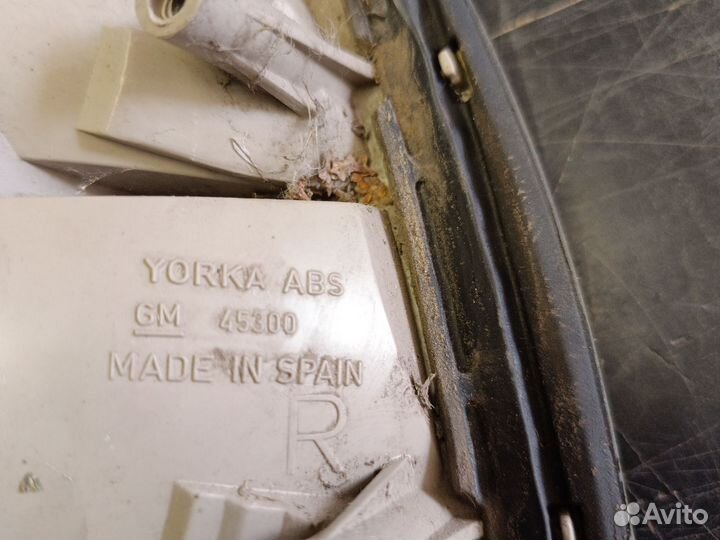 YORKA ABS
GM 45300
MADE IN SPAIN
R
Avito